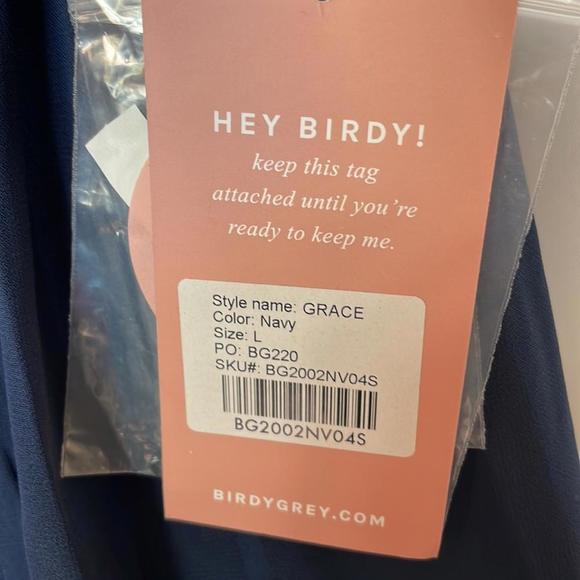 HEY BIRDY!
keep this tag
attached until you're
ready to keep me.
Style name: GRACE
Color: Navy
Size: L
PO: BG220
SKU#: BG2002NV04S
BG2002NV04S
BIRDYGREY.COM